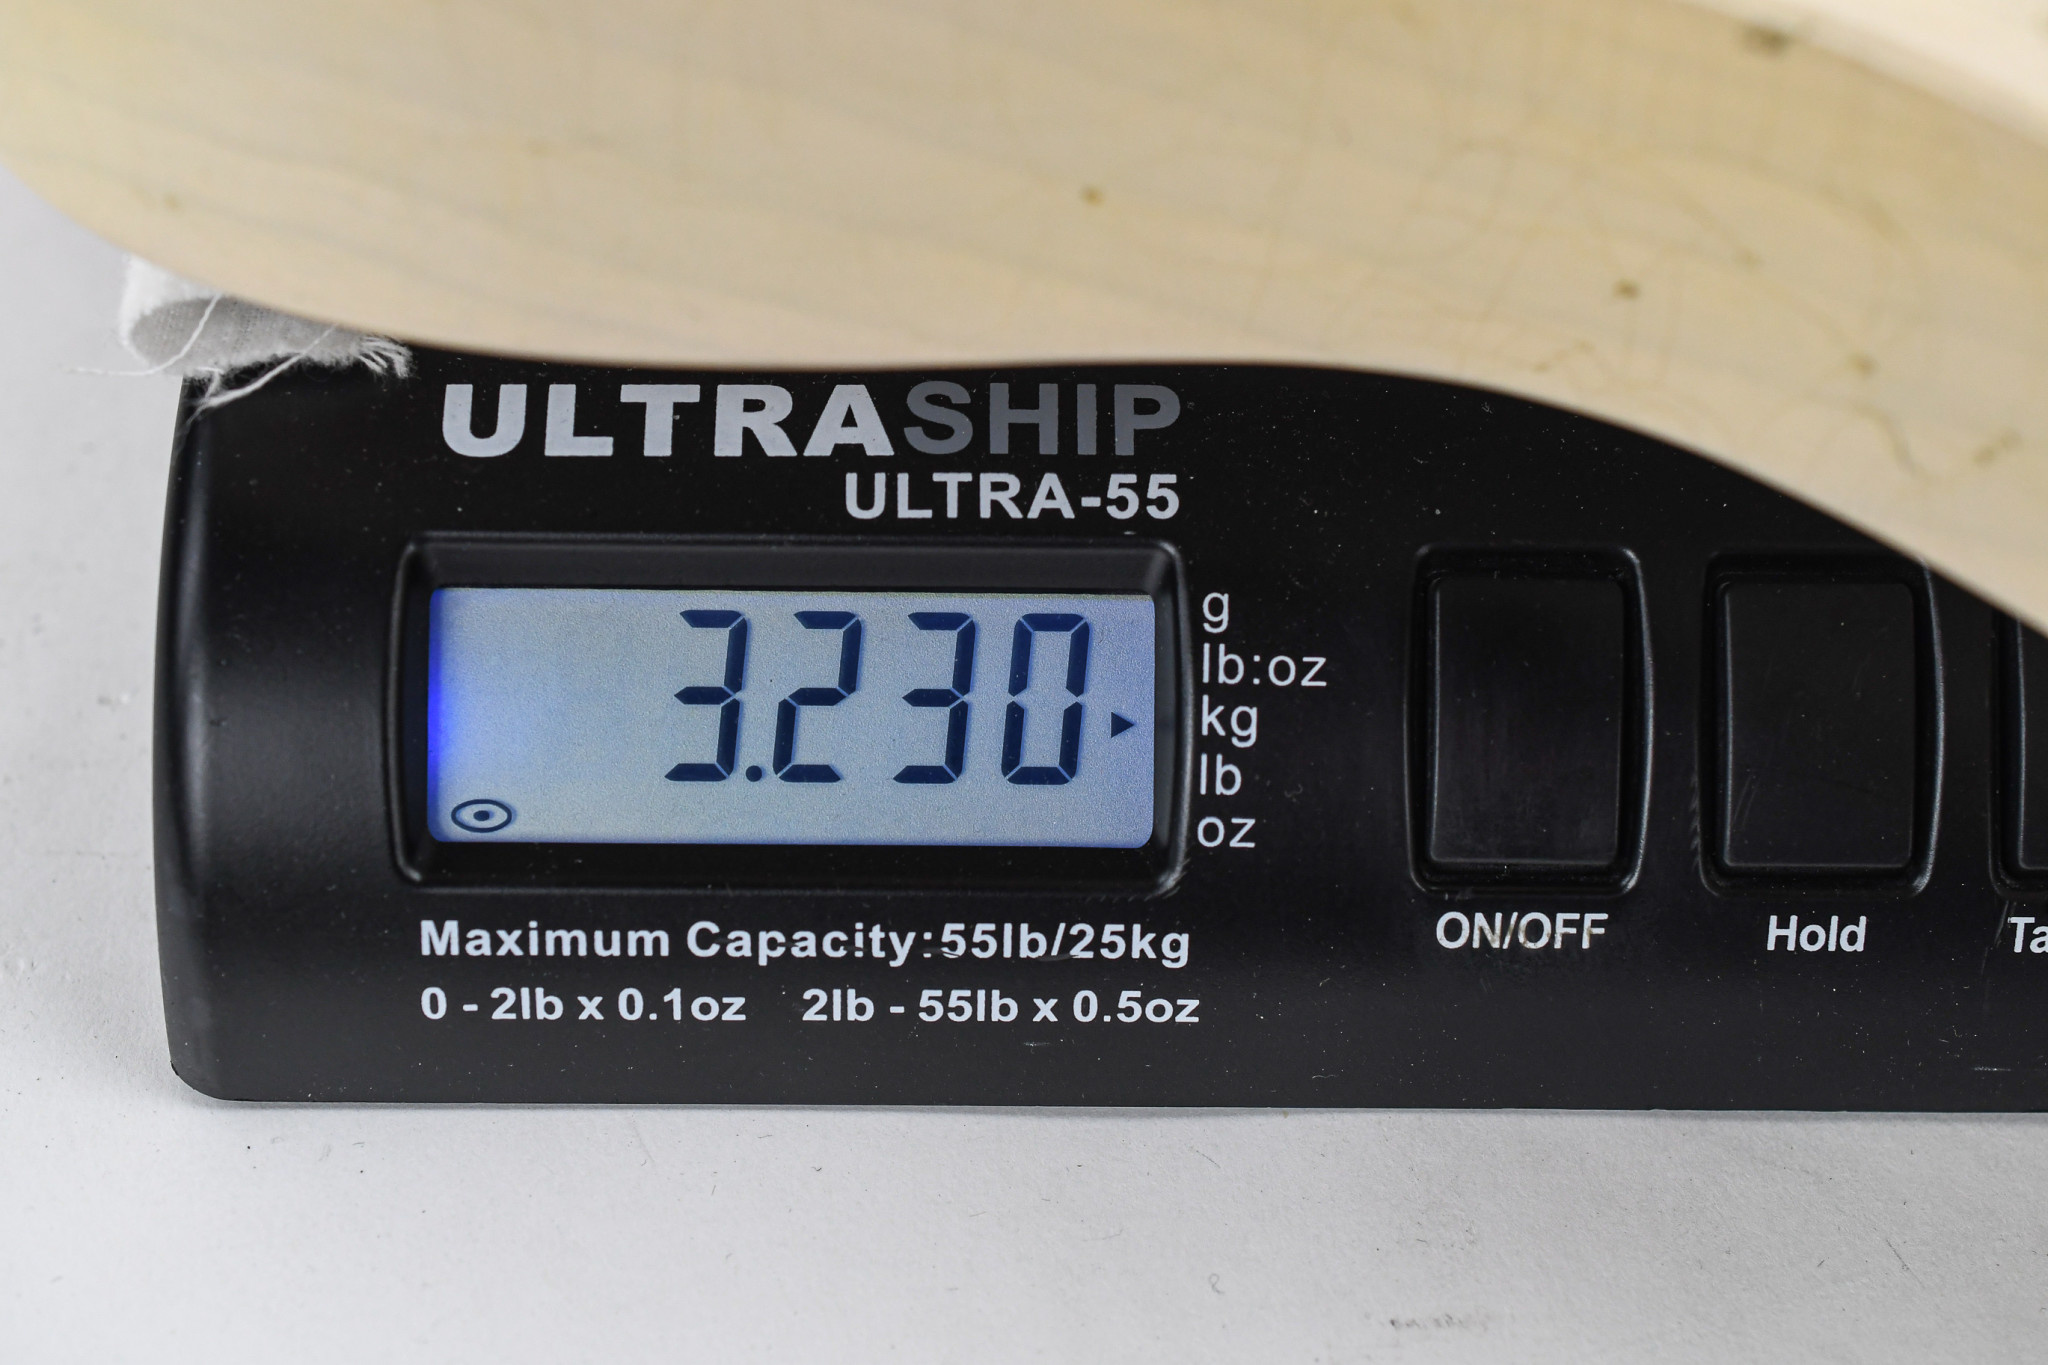 ULTRASHIP
ULTRA-55
3.230
g
lb:oz
kg
lb
oz
Maximum Capacity:55lb/25kg
0 - 2lb x 0.1oz 2lb - 55lb x 0.5oz
ON/OFF
Hold